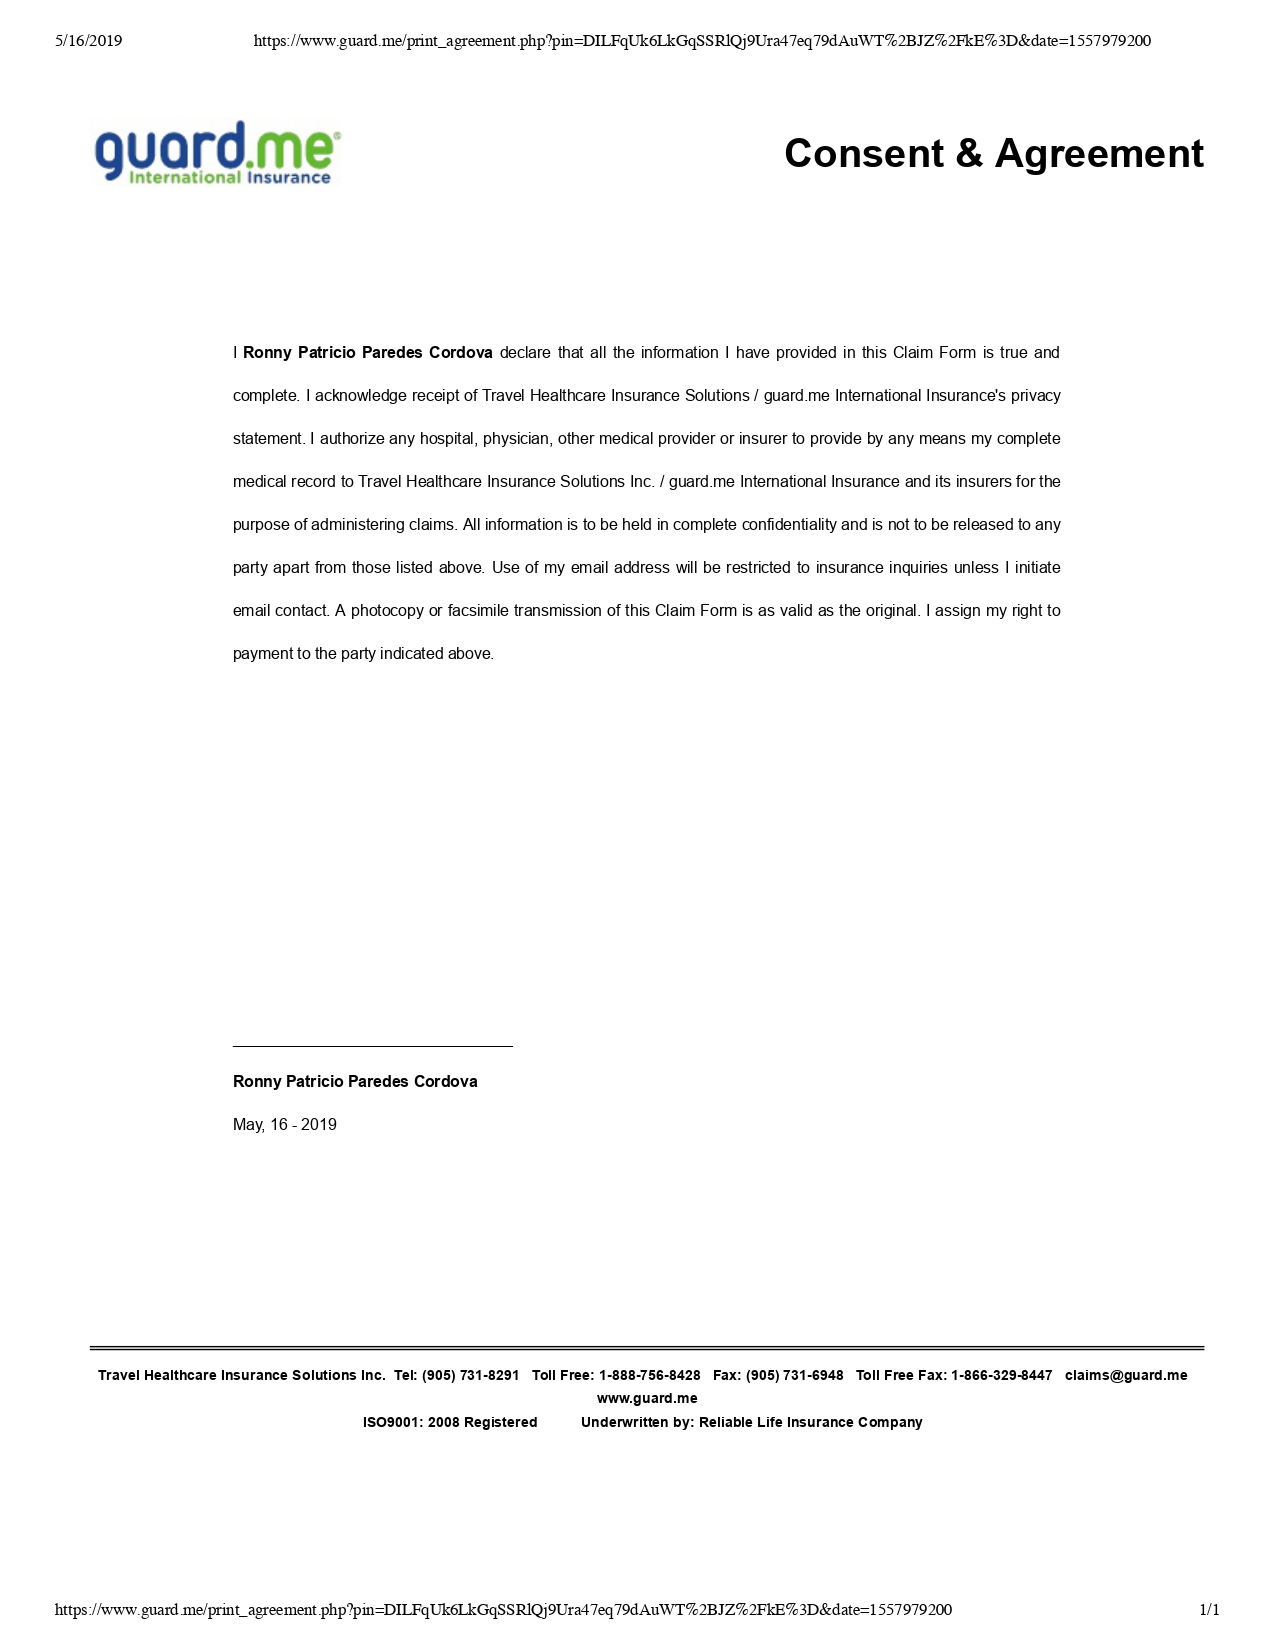 5/16/2019 https://www.guard.me/print_agreement.php?pin=DILFqUk6LkGqSSRlQj9Ura47eq79dAuWT%2BJZ%2FkE%3D&date=1557979200
guard.me®
International Insurance
Consent & Agreement
I Ronny Patricio Paredes Cordova declare that all the information I have provided in this Claim Form is true and
complete. I acknowledge receipt of Travel Healthcare Insurance Solutions / guard.me International Insurance's privacy
statement. I authorize any hospital, physician, other medical provider or insurer to provide by any means my complete
medical record to Travel Healthcare Insurance Solutions Inc. / guard.me International Insurance and its insurers for the
purpose of administering claims. All information is to be held in complete confidentiality and is not to be released to any
party apart from those listed above. Use of my email address will be restricted to insurance inquiries unless I initiate
email contact. A photocopy or facsimile transmission of this Claim Form is as valid as the original. I assign my right to
payment to the party indicated above.
Ronny Patricio Paredes Cordova
May, 16 - 2019
Travel Healthcare Insurance Solutions Inc. Tel: (905) 731-8291 Toll Free: 1-888-756-8428 Fax: (905) 731-6948 Toll Free Fax: 1-866-329-8447 claims@guard.me
www.guard.me
ISO9001: 2008 Registered Underwritten by: Reliable Life Insurance Company
https://www.guard.me/print_agreement.php?pin=DILFqUk6LkGqSSRlQj9Ura47eq79dAuWT%2BJZ%2FkE%3D&date=1557979200 1/1